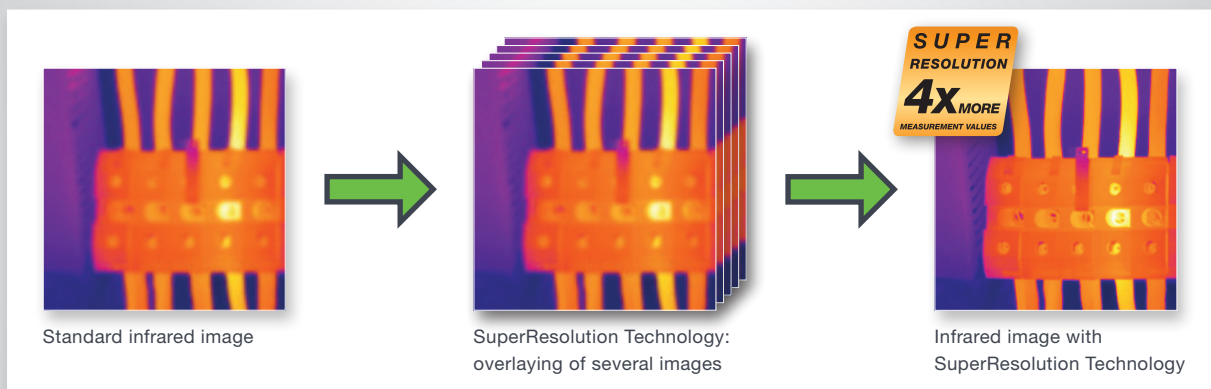 SUPER
RESOLUTION
4x MORE
MEASUREMENT VALUES
Standard infrared image
SuperResolution Technology:
overlaying of several images
Infrared image with
SuperResolution Technology